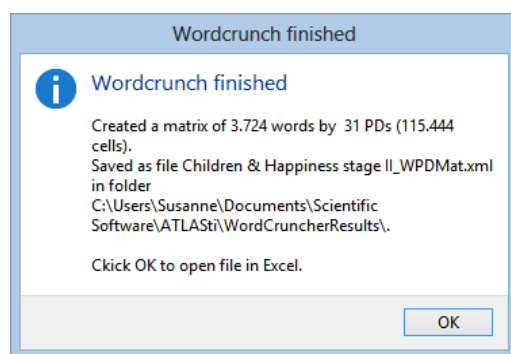 Wordcrunch finished
Wordcrunch finished
Created a matrix of 3.724 words by 31 PDs (115.444
cells).
Saved as file Children & Happiness stage II_WPDMat.xml
in folder
C:\Users\Susanne\Documents\Scientific
Software\ATLASti\WordCruncherResults\.
Ckick OK to open file in Excel.
OK